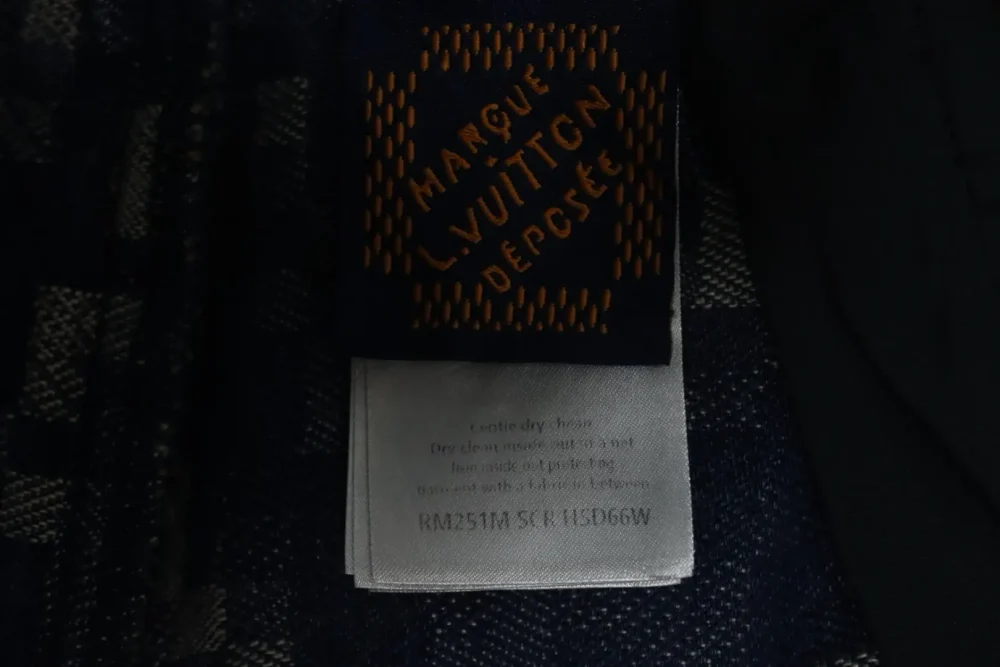 MARQUE
L.VUITTON
DÉPOSÉE
Gentle dry clean
Dry clean inside out in a net
Iron inside out protecting
garment with a fabric in between
RM251M SCR HSD66W